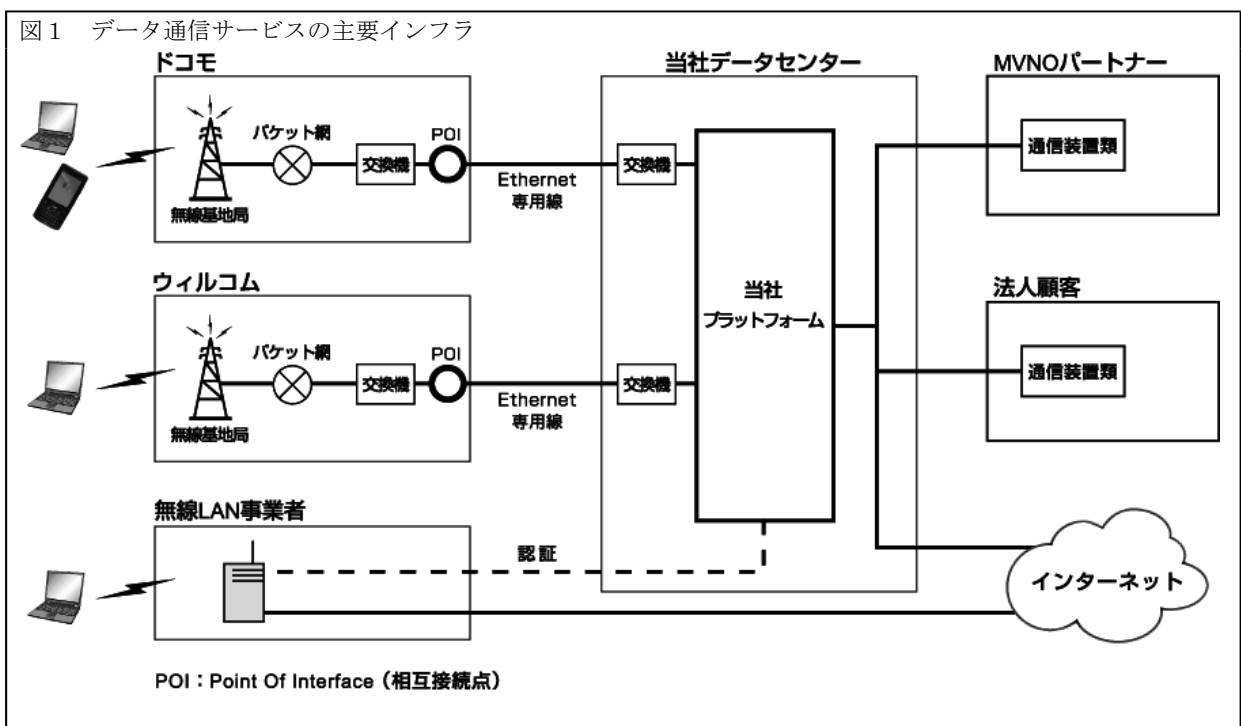 図1 データ通信サービスの主要インフラ
ドコモ
当社データセンター
MVNOパートナー
パケット網
POI
交換機
交換機
通信装置類
Ethernet
専用線
無線基地局
ウィルコム
当社
プラットフォーム
法人顧客
パケット網
POI
交換機
交換機
通信装置類
Ethernet
専用線
無線基地局
無線LAN事業者
認証
インターネット
POI:Point Of Interface(相互接続点)